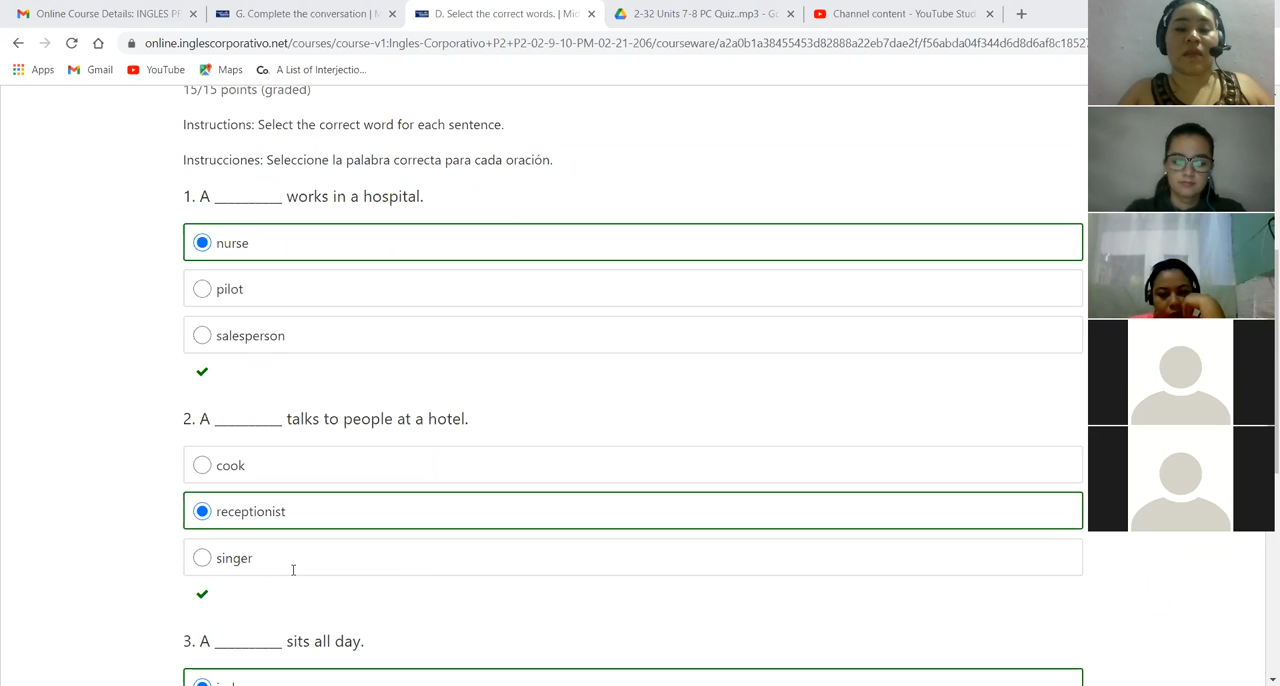 Online Course Details: INGLES P
G. Complete the conversation | M
D. Select the correct words. | Mid
2-32 Units 7-8 PC Quiz..mp3 - Go
Channel content - YouTube Stud
online.inglescorporativo.net/courses/course-v1:Ingles-Corporativo+P2+P2-02-9-10-PM-02-21-206/courseware/a2a0b1a38455453d82888a22eb7dae2f/f56abda04f344d6d8d6af8c18527
Apps
Gmail
YouTube
Maps
Co.
A List of Interjectio...
15/15 points (graded)
Instructions: Select the correct word for each sentence.
Instrucciones: Seleccione la palabra correcta para cada oración.
1. A _________ works in a hospital.
nurse
pilot
salesperson
2. A _________ talks to people at a hotel.
cook
receptionist
singer
3. A _________ sits all day.